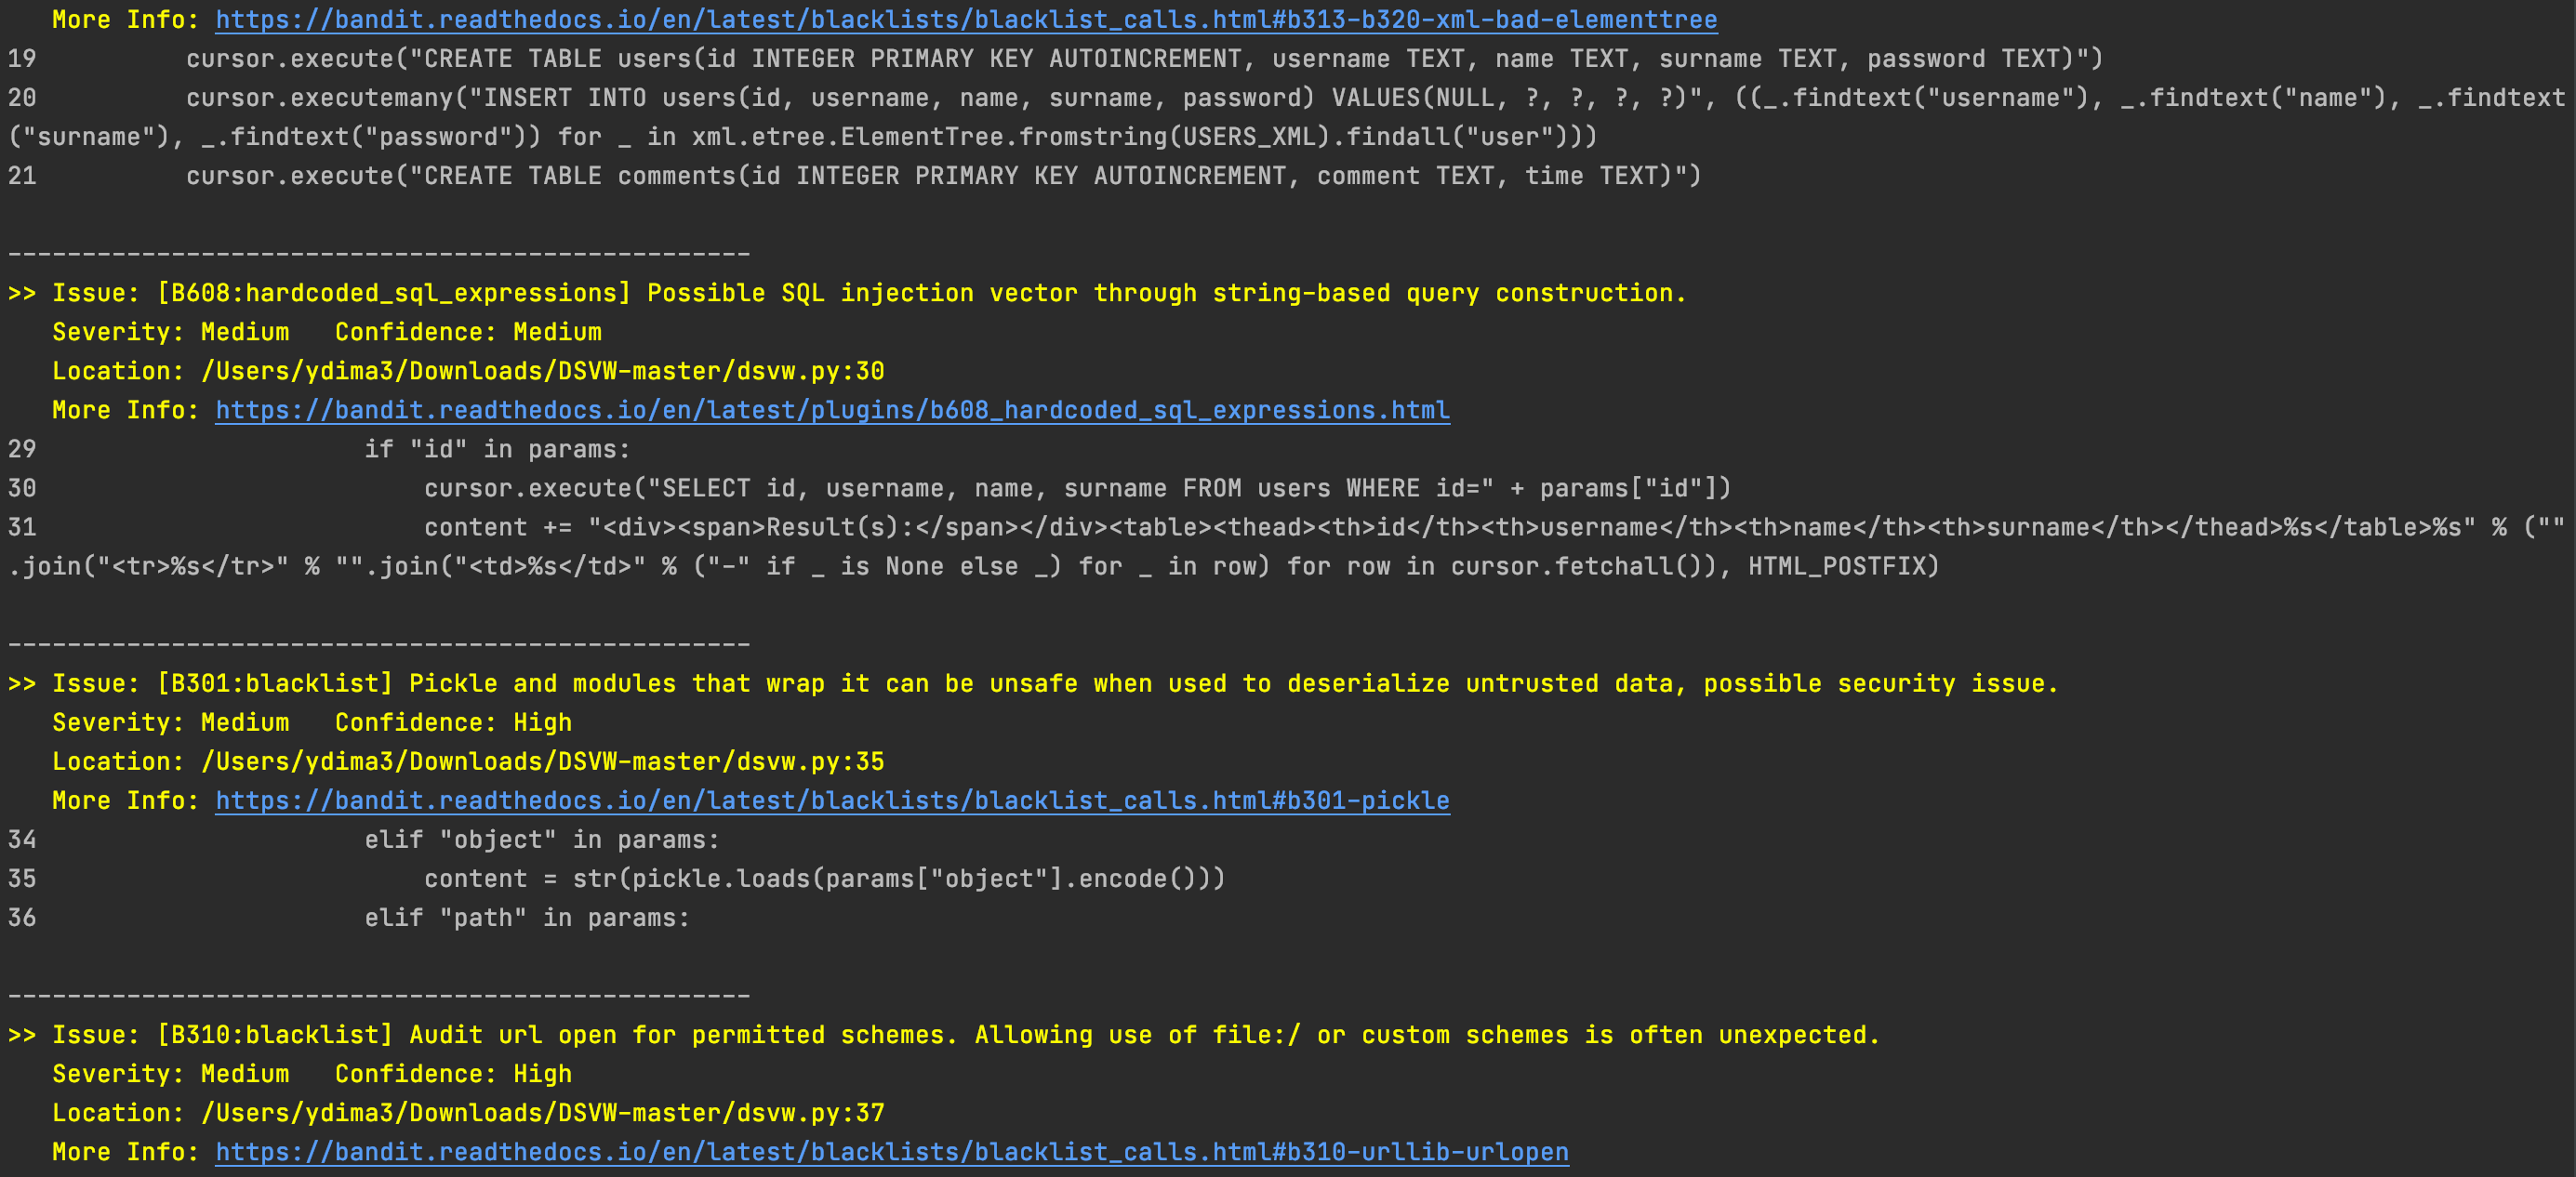 More Info: https://bandit.readthedocs.io/en/latest/blacklists/blacklist_calls.html#b313-b320-xml-bad-elementtree
19          cursor.execute("CREATE TABLE users(id INTEGER PRIMARY KEY AUTOINCREMENT, username TEXT, name TEXT, surname TEXT, password TEXT)")
20          cursor.executemany("INSERT INTO users(id, username, name, surname, password) VALUES(NULL, ?, ?, ?, ?)", ((_.findtext("username"), _.findtext("name"), _.findtext
("surname"), _.findtext("password")) for _ in xml.etree.ElementTree.fromstring(USERS_XML).findall("user")))
21          cursor.execute("CREATE TABLE comments(id INTEGER PRIMARY KEY AUTOINCREMENT, comment TEXT, time TEXT)")
--------------------------------------------------
>> Issue: [B608:hardcoded_sql_expressions] Possible SQL injection vector through string-based query construction.
   Severity: Medium   Confidence: Medium
   Location: /Users/ydima3/Downloads/DSVW-master/dsvw.py:30
   More Info: https://bandit.readthedocs.io/en/latest/plugins/b608_hardcoded_sql_expressions.html
29                      if "id" in params:
30                          cursor.execute("SELECT id, username, name, surname FROM users WHERE id=" + params["id"])
31                          content += "<div><span>Result(s):</span></div><table><thead><th>id</th><th>username</th><th>name</th><th>surname</th></thead>%s</table>%s" % (""
.join("<tr>%s</tr>" % "".join("<td>%s</td>" % ("-" if _ is None else _) for _ in row) for row in cursor.fetchall()), HTML_POSTFIX)
--------------------------------------------------
>> Issue: [B301:blacklist] Pickle and modules that wrap it can be unsafe when used to deserialize untrusted data, possible security issue.
   Severity: Medium   Confidence: High
   Location: /Users/ydima3/Downloads/DSVW-master/dsvw.py:35
   More Info: https://bandit.readthedocs.io/en/latest/blacklists/blacklist_calls.html#b301-pickle
34                      elif "object" in params:
35                          content = str(pickle.loads(params["object"].encode()))
36                      elif "path" in params:
--------------------------------------------------
>> Issue: [B310:blacklist] Audit url open for permitted schemes. Allowing use of file:/ or custom schemes is often unexpected.
   Severity: Medium   Confidence: High
   Location: /Users/ydima3/Downloads/DSVW-master/dsvw.py:37
   More Info: https://bandit.readthedocs.io/en/latest/blacklists/blacklist_calls.html#b310-urllib-urlopen